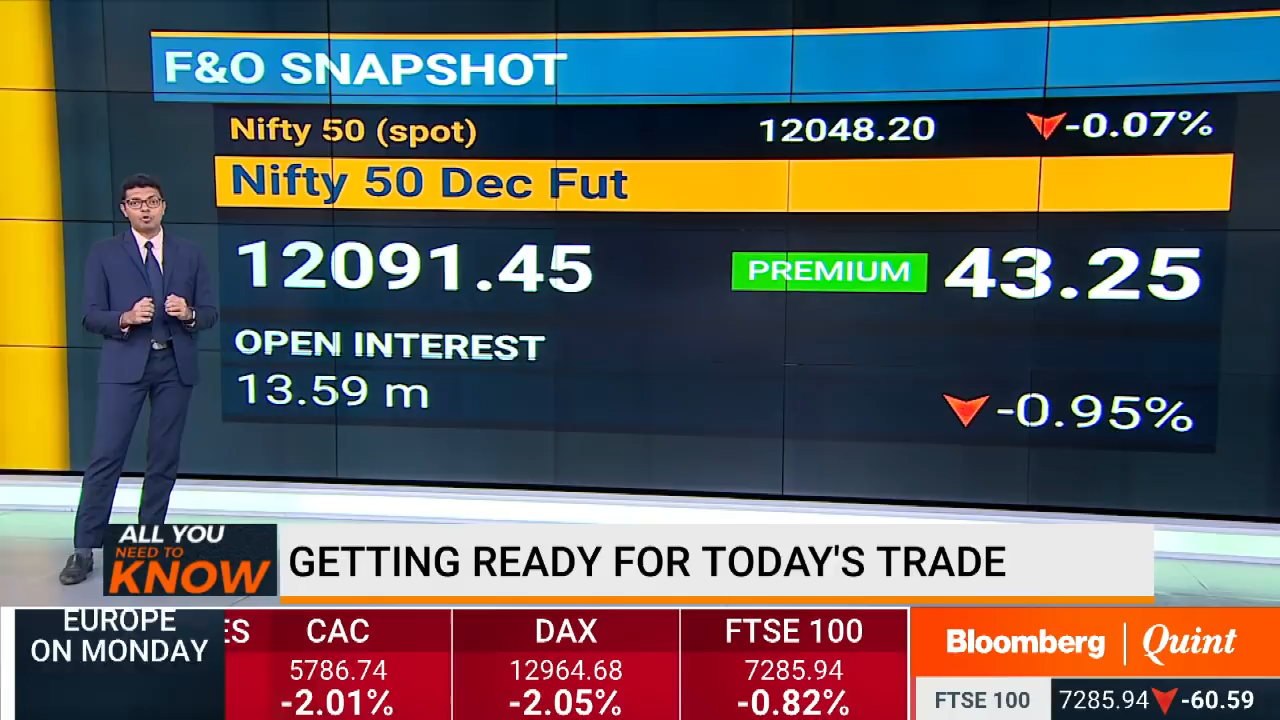 F&O SNAPSHOT
Nifty 50 (spot) 12048.20 -0.07%
Nifty 50 Dec Fut
12091.45 PREMIUM 43.25
OPEN INTEREST
13.59 m -0.95%
ALL YOU
NEED TO
KNOW
GETTING READY FOR TODAY'S TRADE
EUROPE
ON MONDAY
ES
CAC
5786.74
-2.01%
DAX
12964.68
-2.05%
FTSE 100
7285.94
-0.82%
Bloomberg | Quint
FTSE 100 7285.94 -60.59